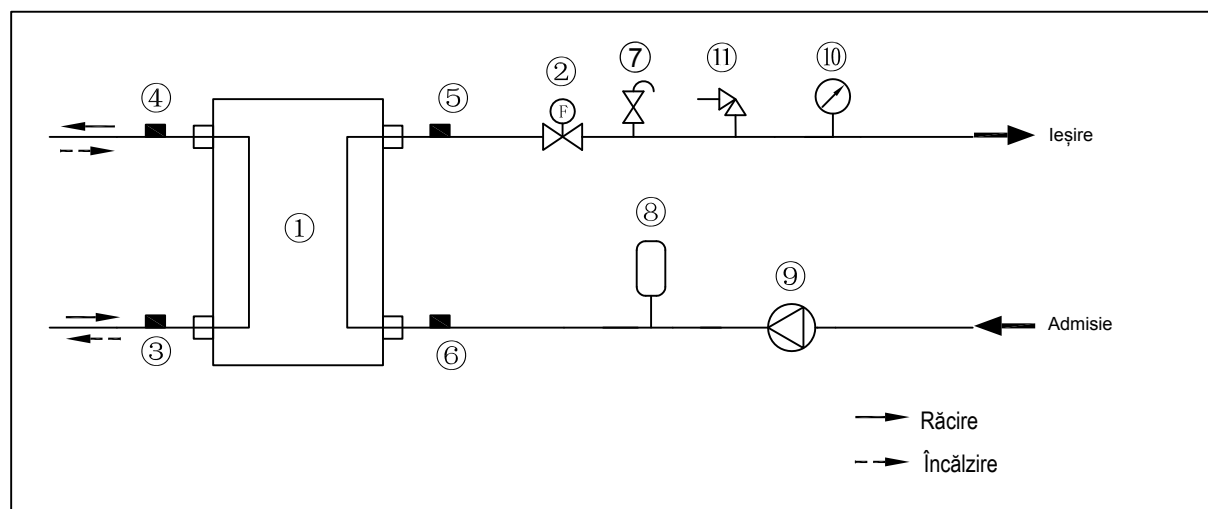 ④ ⑤ ② ⑦ ⑪ ⑩
F
Ieșire
①
⑧
⑨
Admisie
③ ⑥
Răcire
Încălzire